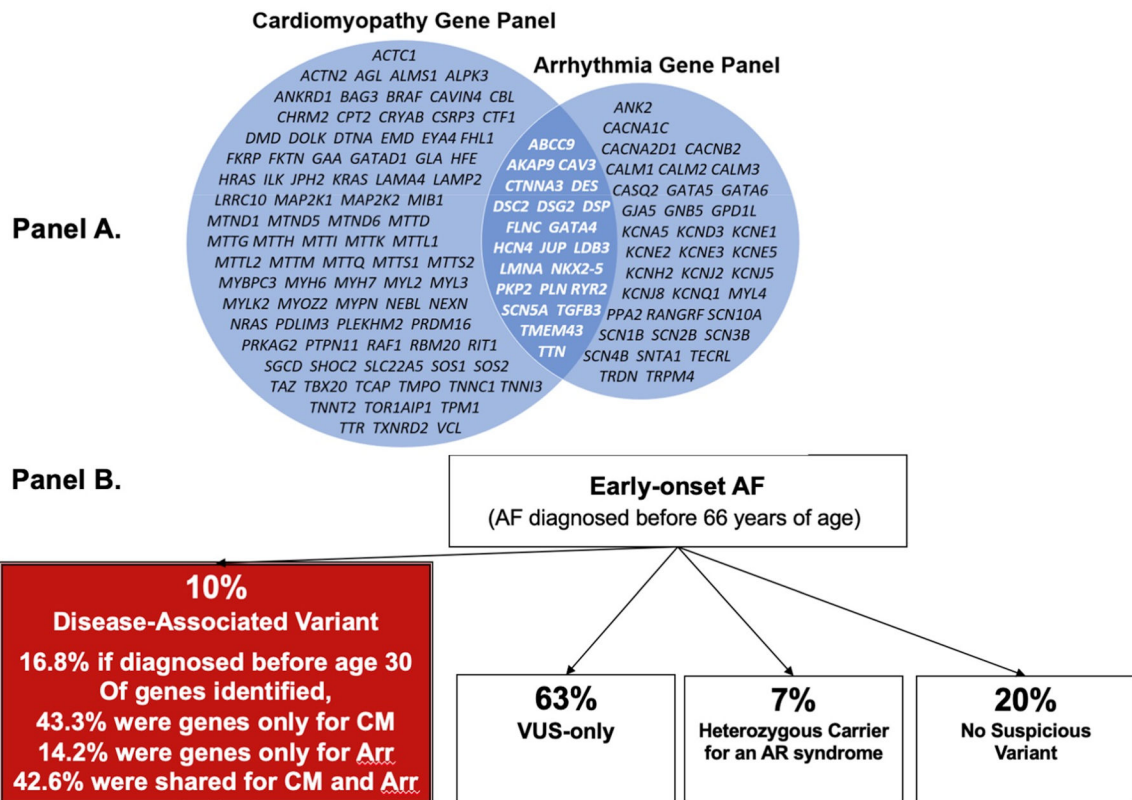 Cardiomyopathy Gene Panel
Arrhythmia Gene Panel
Panel A.
ACTC1
ACTN2 AGL ALMS1 ALPK3
ANKRD1 BAG3 BRAF CAVIN4 CBL
CHRM2 CPT2 CRYAB CSRP3 CTF1
DMD DOLK DTNA EMD EYA4 FHL1
FKRP FKTN GAA GATAD1 GLA HFE
HRAS ILK JPH2 KRAS LAMA4 LAMP2
LRRC10 MAP2K1 MAP2K2 MIB1
MTND1 MTND5 MTND6 MTTD
MTTG MTTH MTTI MTTK MTTL1
MTTL2 MTTM MTTQ MTTS1 MTTS2
MYBPC3 MYH6 MYH7 MYL2 MYL3
MYLK2 MYOZ2 MYPN NEBL NEXN
NRAS PDLIM3 PLEKHM2 PRDM16
PRKAG2 PTPN11 RAF1 RBM20 RIT1
SGCD SHOC2 SLC22A5 SOS1 SOS2
TAZ TBX20 TCAP TMPO TNNC1 TNNI3
TNNT2 TOR1AIP1 TPM1
TTR TXNRD2 VCL
ABCC9
AKAP9 CAV3
CTNNA3 DES
DSC2 DSG2 DSP
FLNC GATA4
HCN4 JUP LDB3
LMNA NKX2-5
PKP2 PLN RYR2
SCN5A TGFB3
TMEM43
TTN
ANK2
CACNA1C
CACNA2D1 CACNB2
CALM1 CALM2 CALM3
CASQ2 GATA5 GATA6
GJA5 GNB5 GPD1L
KCNA5 KCND3 KCNE1
KCNE2 KCNE3 KCNE5
KCNH2 KCNJ2 KCNJ5
KCNJ8 KCNQ1 MYL4
PPA2 RANGRF SCN10A
SCN1B SCN2B SCN3B
SCN4B SNTA1 TECRL
TRDN TRPM4
Panel B.
Early-onset AF
(AF diagnosed before 66 years of age)
10%
Disease-Associated Variant
16.8% if diagnosed before age 30
Of genes identified,
43.3% were genes only for CM
14.2% were genes only for Arr
42.6% were shared for CM and Arr
63%
VUS-only
7%
Heterozygous Carrier
for an AR syndrome
20%
No Suspicious
Variant